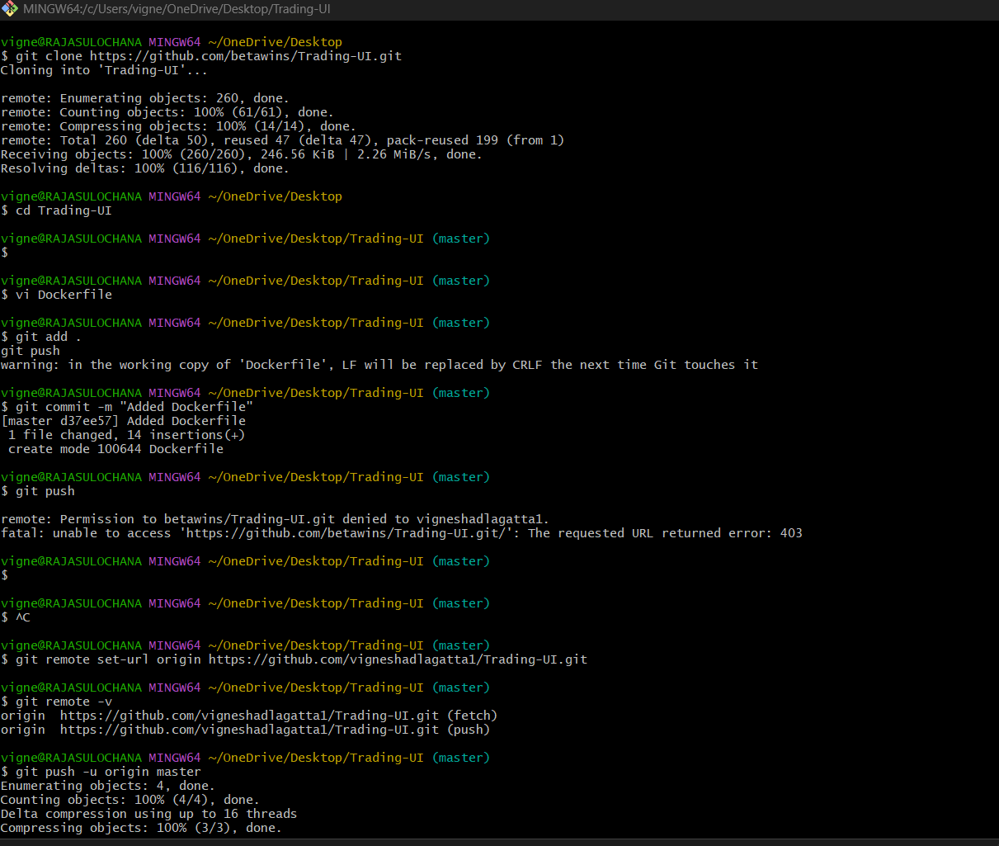 MINGW64:/c/Users/vigne/OneDrive/Desktop/Trading-UI
vigne@RAJASULOCHANA MINGW64 ~/OneDrive/Desktop
$ git clone https://github.com/betawins/Trading-UI.git
Cloning into 'Trading-UI'...
remote: Enumerating objects: 260, done.
remote: Counting objects: 100% (61/61), done.
remote: Compressing objects: 100% (14/14), done.
remote: Total 260 (delta 50), reused 47 (delta 47), pack-reused 199 (from 1)
Receiving objects: 100% (260/260), 246.56 KiB | 2.26 MiB/s, done.
Resolving deltas: 100% (116/116), done.
vigne@RAJASULOCHANA MINGW64 ~/OneDrive/Desktop
$ cd Trading-UI
vigne@RAJASULOCHANA MINGW64 ~/OneDrive/Desktop/Trading-UI (master)
$
vigne@RAJASULOCHANA MINGW64 ~/OneDrive/Desktop/Trading-UI (master)
$ vi Dockerfile
vigne@RAJASULOCHANA MINGW64 ~/OneDrive/Desktop/Trading-UI (master)
$ git add .
git push
warning: in the working copy of 'Dockerfile', LF will be replaced by CRLF the next time Git touches it
vigne@RAJASULOCHANA MINGW64 ~/OneDrive/Desktop/Trading-UI (master)
$ git commit -m "Added Dockerfile"
[master d37ee57] Added Dockerfile
1 file changed, 14 insertions(+)
create mode 100644 Dockerfile
vigne@RAJASULOCHANA MINGW64 ~/OneDrive/Desktop/Trading-UI (master)
$ git push
remote: Permission to betawins/Trading-UI.git denied to vigneshadlagatta1.
fatal: unable to access 'https://github.com/betawins/Trading-UI.git/': The requested URL returned error: 403
vigne@RAJASULOCHANA MINGW64 ~/OneDrive/Desktop/Trading-UI (master)
$
vigne@RAJASULOCHANA MINGW64 ~/OneDrive/Desktop/Trading-UI (master)
$ ^C
vigne@RAJASULOCHANA MINGW64 ~/OneDrive/Desktop/Trading-UI (master)
$ git remote set-url origin https://github.com/vigneshadlagatta1/Trading-UI.git
vigne@RAJASULOCHANA MINGW64 ~/OneDrive/Desktop/Trading-UI (master)
$ git remote -v
origin  https://github.com/vigneshadlagatta1/Trading-UI.git (fetch)
origin  https://github.com/vigneshadlagatta1/Trading-UI.git (push)
vigne@RAJASULOCHANA MINGW64 ~/OneDrive/Desktop/Trading-UI (master)
$ git push -u origin master
Enumerating objects: 4, done.
Counting objects: 100% (4/4), done.
Delta compression using up to 16 threads
Compressing objects: 100% (3/3), done.